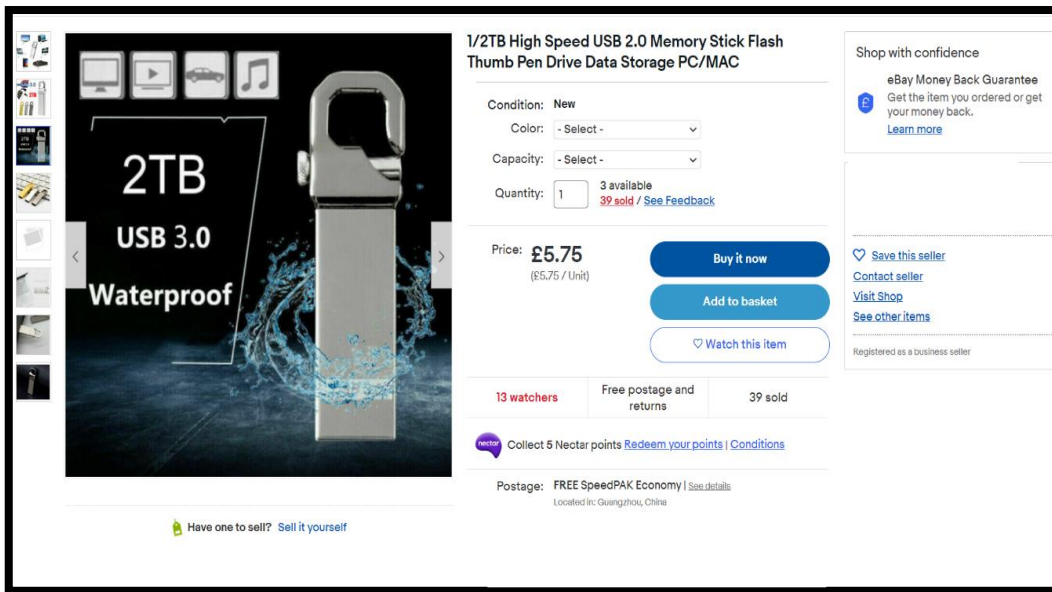 2TB
USB 3.0
Waterproof
Have one to sell? Sell it yourself
1/2TB High Speed USB 2.0 Memory Stick Flash
Thumb Pen Drive Data Storage PC/MAC
Condition: New
Color: - Select -
Capacity: - Select -
Quantity: 1
3 available
39 sold / See Feedback
Price: £5.75
(£5.75 / Unit)
Buy it now
Add to basket
Watch this item
13 watchers
Free postage and
returns
39 sold
nectar Collect 5 Nectar points Redeem your points | Conditions
Postage: FREE SpeedPAK Economy | See details
Located in: Guangzhou, China
Shop with confidence
eBay Money Back Guarantee
Get the item you ordered or get
your money back.
Learn more
Save this seller
Contact seller
Visit Shop
See other items
Registered as a business seller